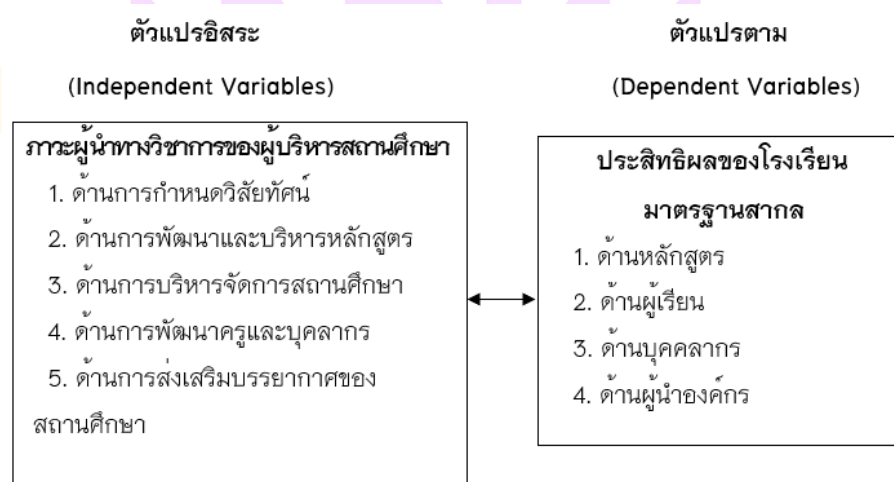 ตัวแปรอิสระ
(Independent Variables)
ภาวะผู้นำทางวิชาการของผู้บริหารสถานศึกษา
1. ด้านการกำหนดวิสัยทัศน์
2. ด้านการพัฒนาและบริหารหลักสูตร
3. ด้านการบริหารจัดการสถานศึกษา
4. ด้านการพัฒนาครูและบุคลากร
5. ด้านการส่งเสริมบรรยากาศของ
สถานศึกษา
ตัวแปรตาม
(Dependent Variables)
ประสิทธิผลของโรงเรียน
มาตรฐานสากล
1. ด้านหลักสูตร
2. ด้านผู้เรียน
3. ด้านบุคคลากร
4. ด้านผู้นำองค์กร